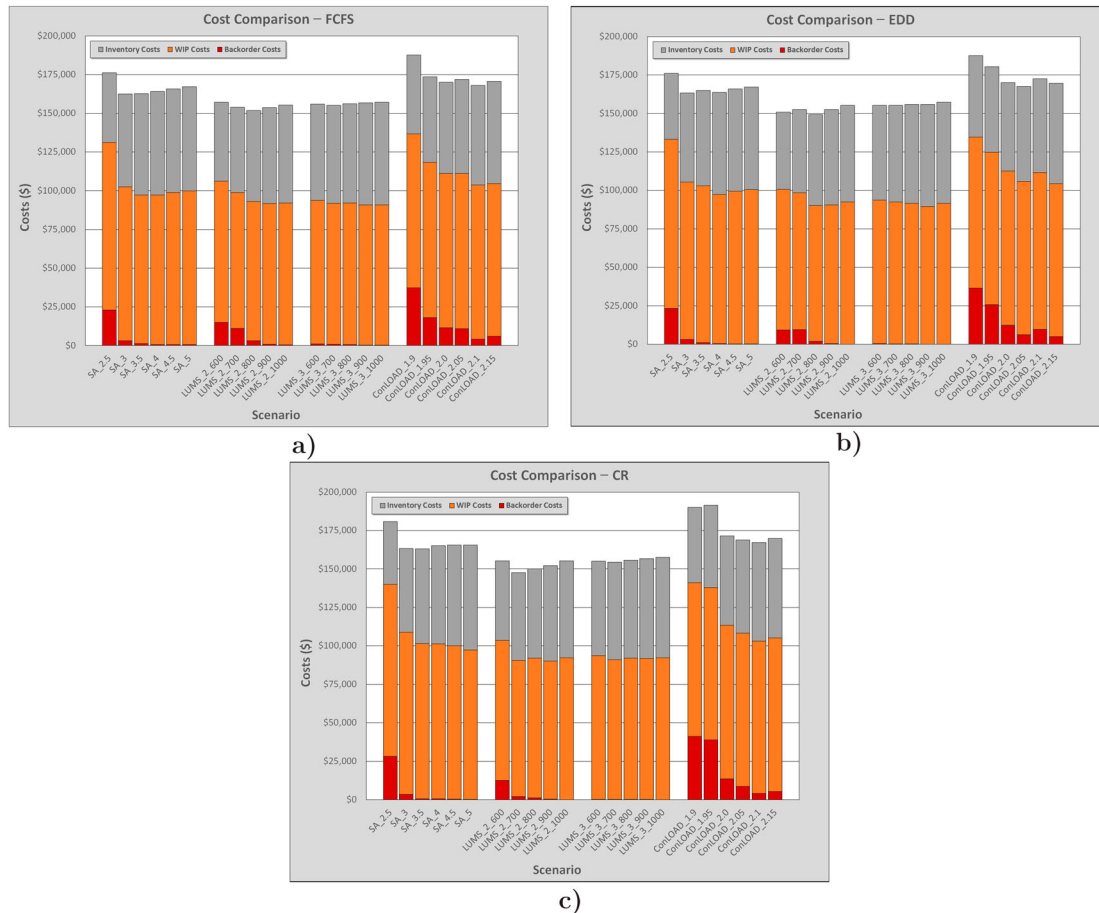 Cost Comparison – FCFS
$200,000
$175,000
$150,000
$125,000
$100,000
$75,000
$50,000
$25,000
$0
Costs ($)
Inventory Costs WIP Costs Backorder Costs
SA_2.5 SA_3 SA_3.5 SA_4 SA_4.5 SA_5 LUMS_2_600 LUMS_2_700 LUMS_2_800 LUMS_2_900 LUMS_2_1000 LUMS_3_600 LUMS_3_700 LUMS_3_800 LUMS_3_900 LUMS_3_1000 ConLOAD_1.9 ConLOAD_1.95 ConLOAD_2.0 ConLOAD_2.05 ConLOAD_2.1 ConLOAD_2.15
Scenario
a)
Cost Comparison – EDD
$200,000
$175,000
$150,000
$125,000
$100,000
$75,000
$50,000
$25,000
$0
Costs ($)
Inventory Costs WIP Costs Backorder Costs
SA_2.5 SA_3 SA_3.5 SA_4 SA_4.5 SA_5 LUMS_2_600 LUMS_2_700 LUMS_2_800 LUMS_2_900 LUMS_2_1000 LUMS_3_600 LUMS_3_700 LUMS_3_800 LUMS_3_900 LUMS_3_1000 ConLOAD_1.9 ConLOAD_1.95 ConLOAD_2.0 ConLOAD_2.05 ConLOAD_2.1 ConLOAD_2.15
Scenario
b)
Cost Comparison – CR
$200,000
$175,000
$150,000
$125,000
$100,000
$75,000
$50,000
$25,000
$0
Costs ($)
Inventory Costs WIP Costs Backorder Costs
SA_2.5 SA_3 SA_3.5 SA_4 SA_4.5 SA_5 LUMS_2_600 LUMS_2_700 LUMS_2_800 LUMS_2_900 LUMS_2_1000 LUMS_3_600 LUMS_3_700 LUMS_3_800 LUMS_3_900 LUMS_3_1000 ConLOAD_1.9 ConLOAD_1.95 ConLOAD_2.0 ConLOAD_2.05 ConLOAD_2.1 ConLOAD_2.15
Scenario
c)